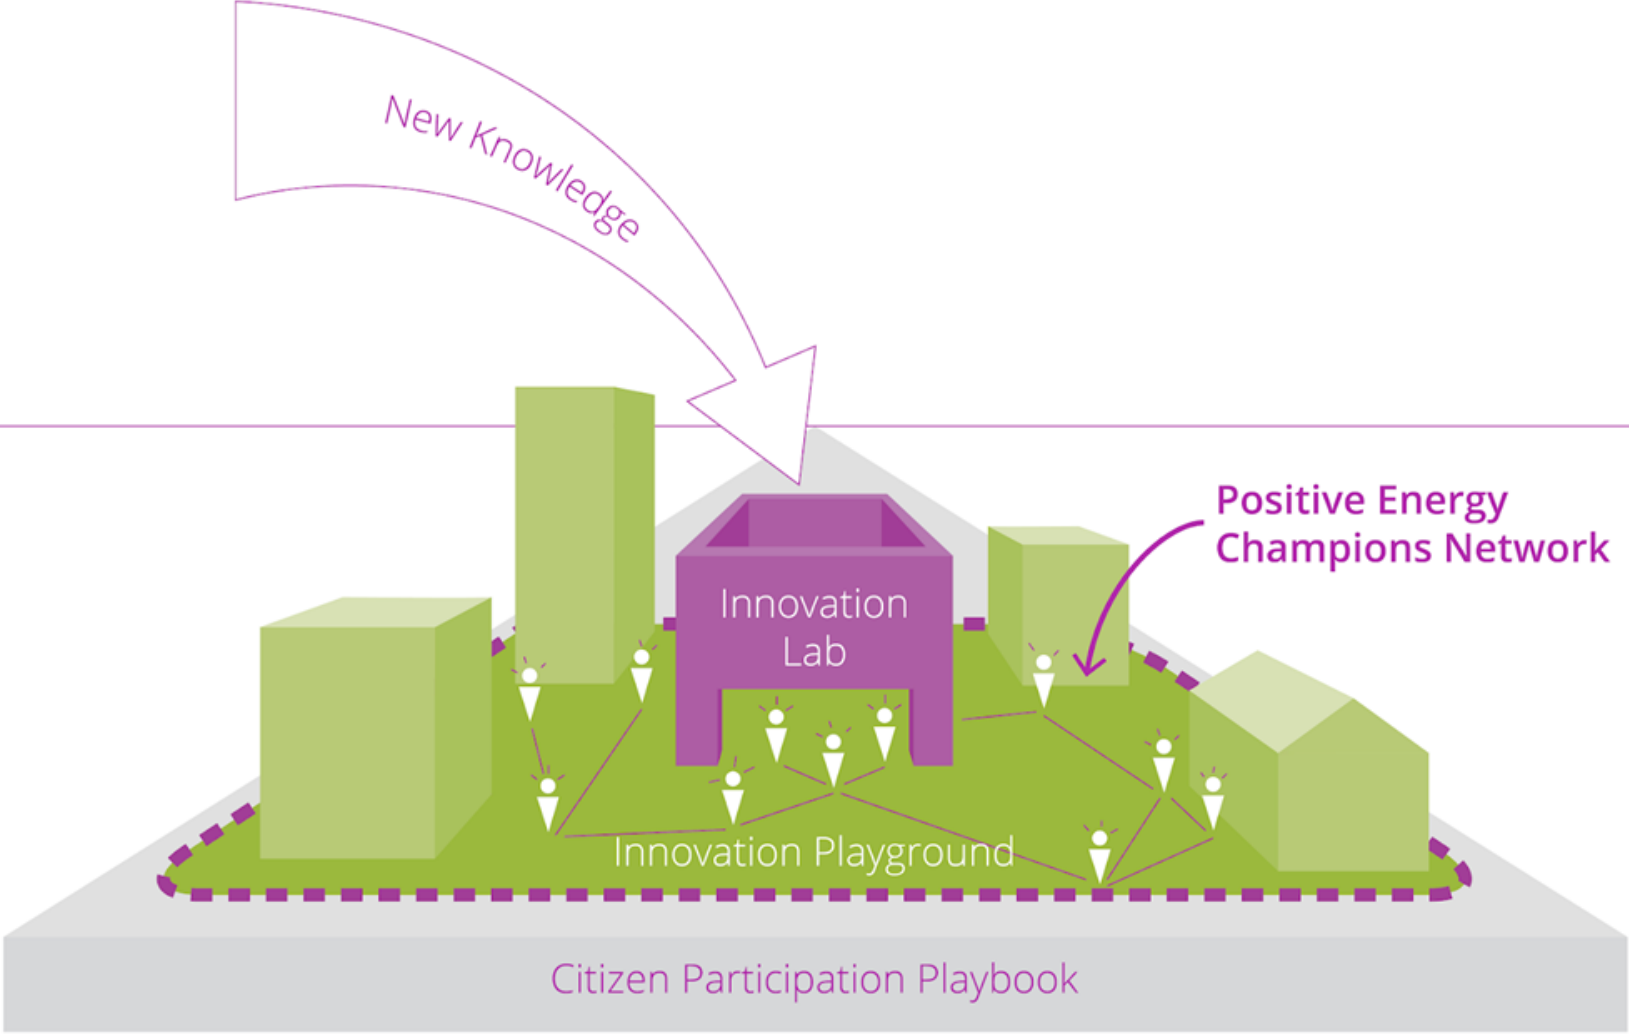 New Knowledge
Positive Energy
Champions Network
Innovation
Lab
Innovation Playground
Citizen Participation Playbook